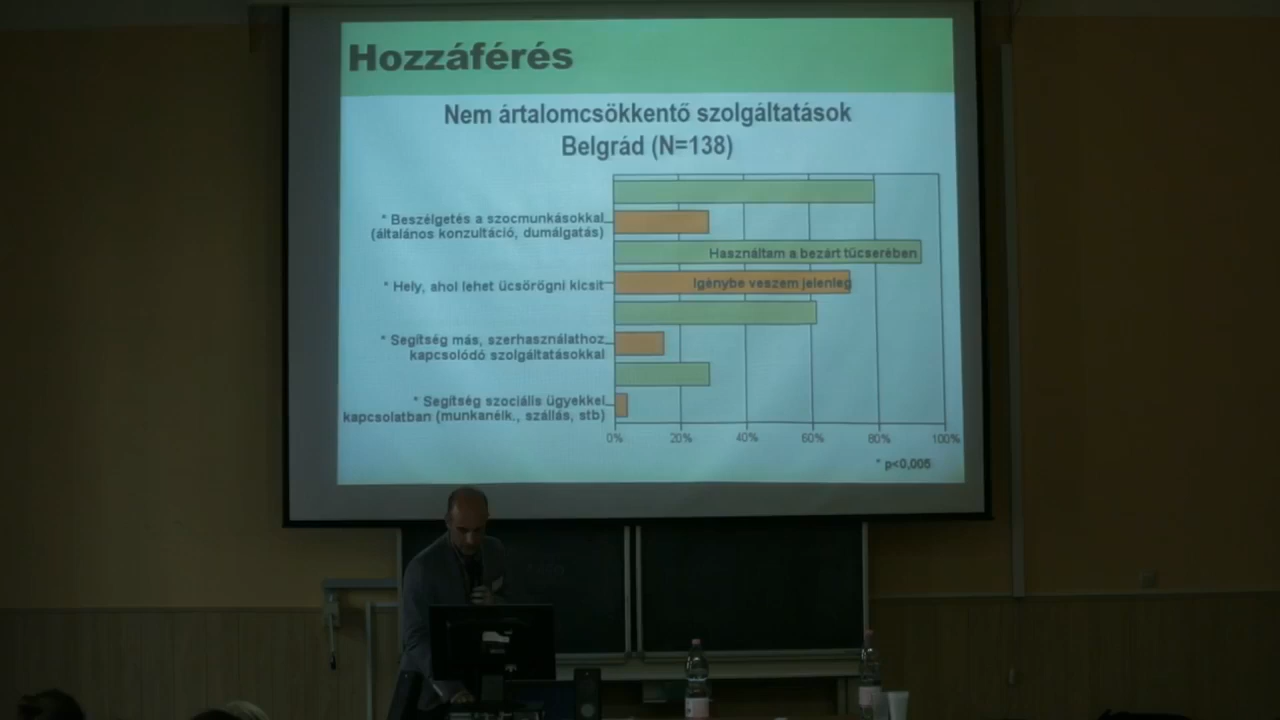 Hozzáférés
Nem ártalomcsökkentő szolgáltatások
Belgrád (N=138)
* Beszélgetés a szocmunkásokkal
(általános konzultáció, dumálgatás)
Használtam a bezárt tűcserében
* Hely, ahol lehet ücsörögni kicsit
Igénybe veszem jelenleg
* Segítség más, szerhasználathoz
kapcsolódó szolgáltatásokkal
* Segítség szociális ügyekkel
kapcsolatban (munkanélk., szállás, stb)
0% 20% 40% 60% 80% 100%
* p<0,005